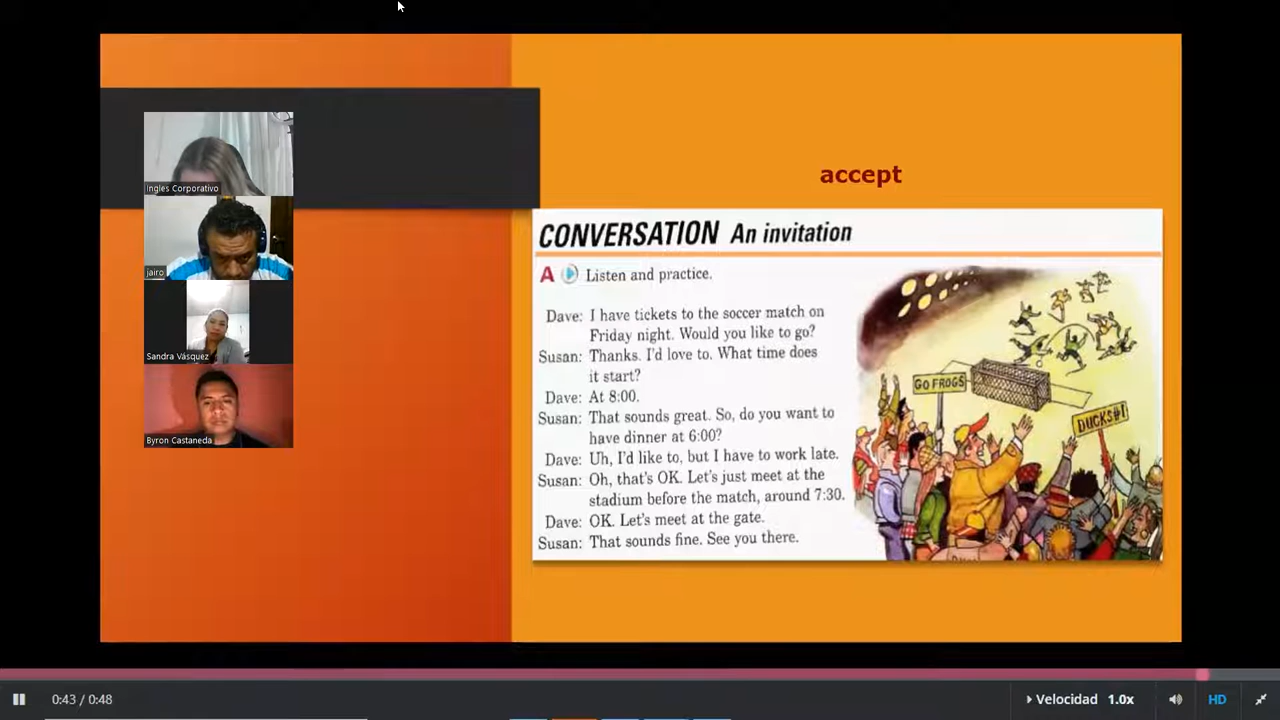 accept
Ingles Corporativo
jairo
Sandra Vásquez
Byron Castaneda
CONVERSATION An invitation
A Listen and practice.
Dave: I have tickets to the soccer match on
Friday night. Would you like to go?
Susan: Thanks. I'd love to. What time does
it start?
Dave: At 8:00.
Susan: That sounds great. So, do you want to
have dinner at 6:00?
Dave: Uh, I'd like to, but I have to work late.
Susan: Oh, that's OK. Let's just meet at the
stadium before the match, around 7:30.
Dave: OK. Let's meet at the gate.
Susan: That sounds fine. See you there.
GO FROGS
DUCKS#1
0:43 / 0:48
Velocidad 1.0x
HD